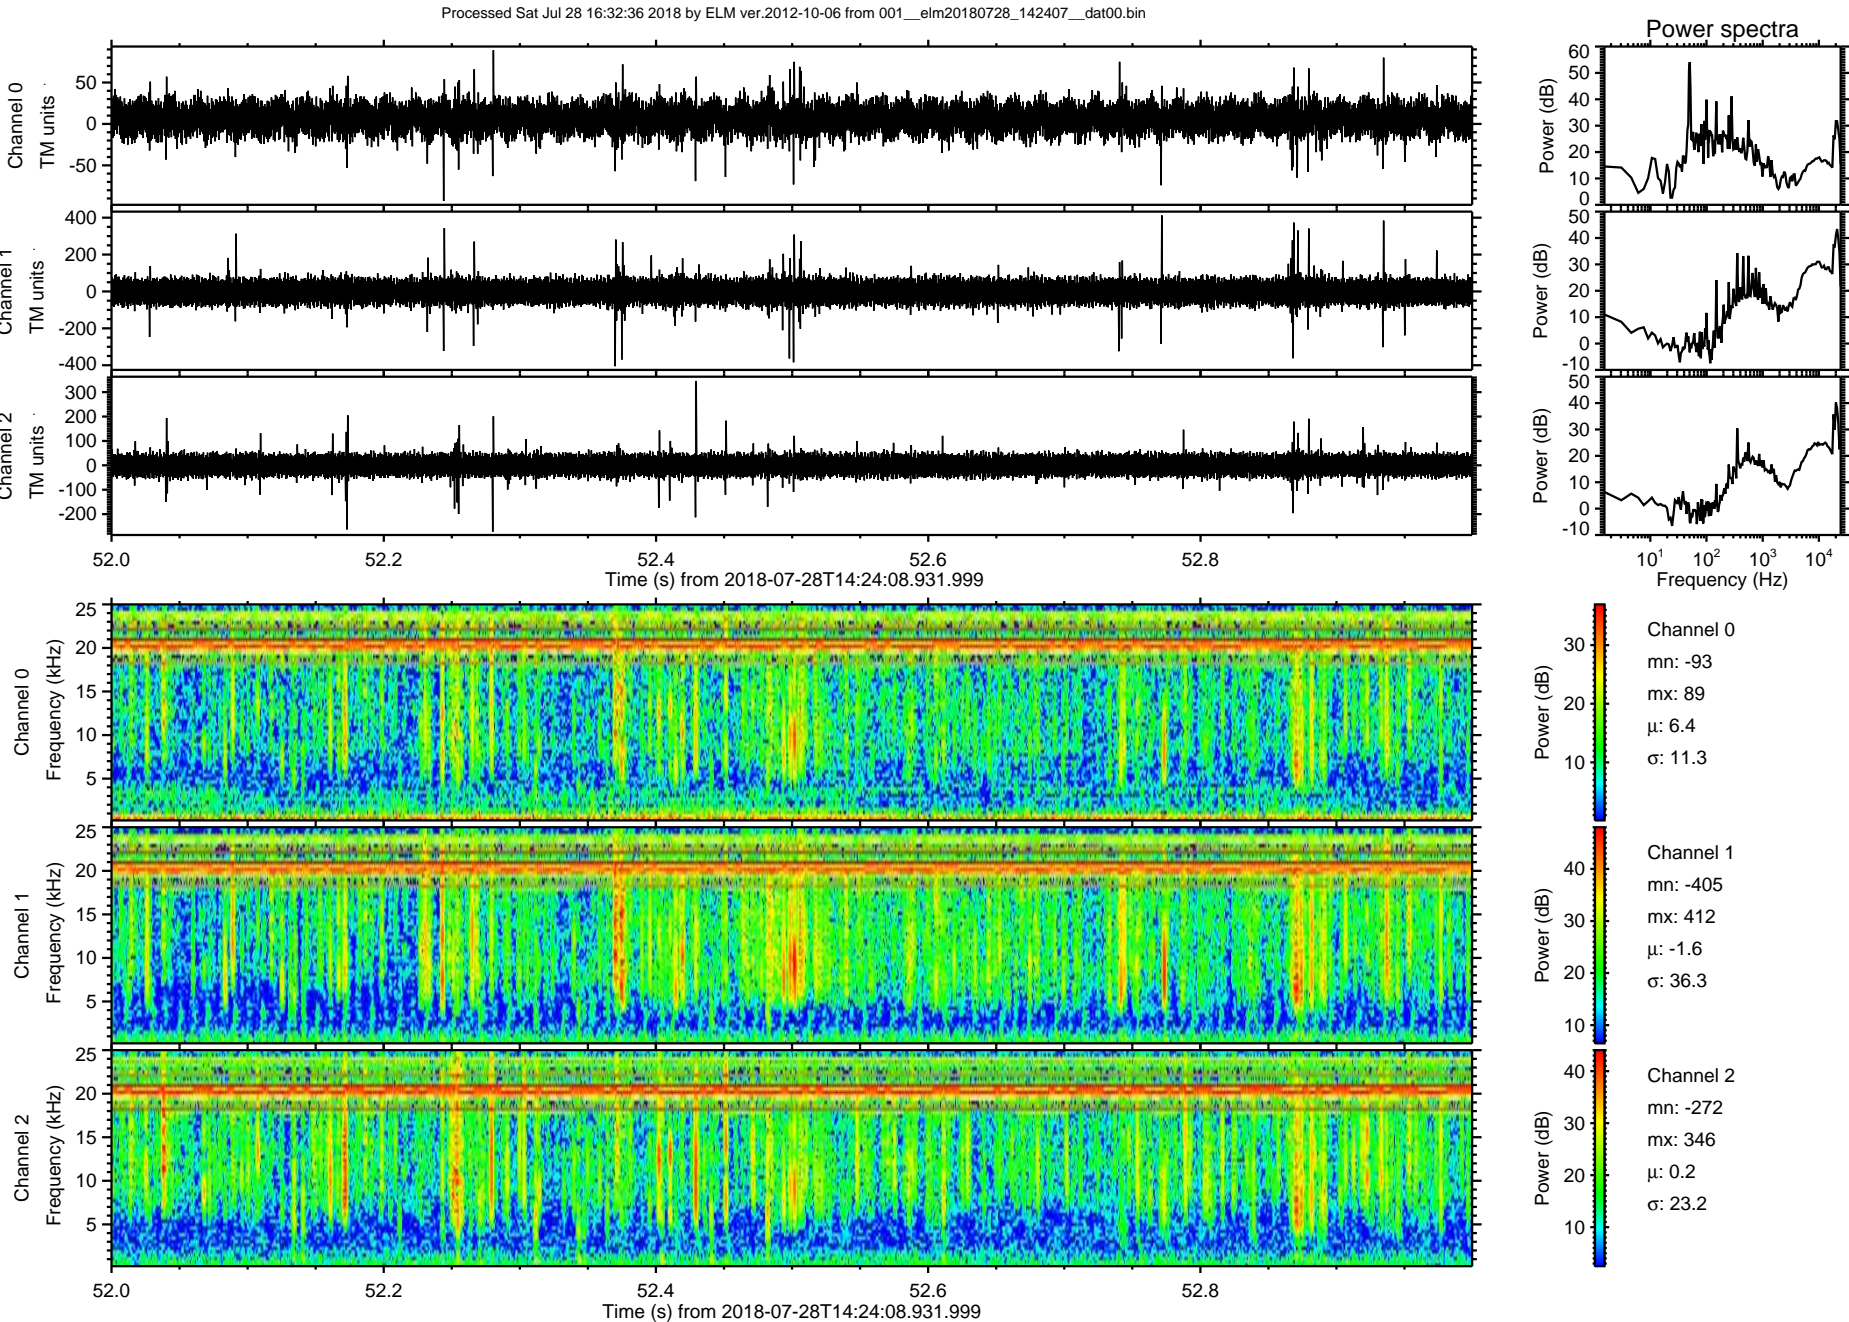 Processed Sat Jul 28 16:32:36 2018 by ELM ver.2012-10-06 from 001__elm20180728_142407__dat00.bin
Power spectra
Channel 0
TM units
50
0
-50
Power (dB)
60
50
40
30
20
10
0
Channel 1
TM units
400
200
0
-200
-400
Power (dB)
50
40
30
20
10
0
-10
Channel 2
TM units
300
200
100
0
-100
-200
Power (dB)
50
40
30
20
10
0
-10
52.0 52.2 52.4 52.6 52.8
Time (s) from 2018-07-28T14:24:08.931.999
10¹ 10² 10³ 10⁴
Frequency (Hz)
Channel 0
Frequency (kHz)
25
20
15
10
5
Power (dB)
30
20
10
Channel 0
mn: -93
mx: 89
μ: 6.4
σ: 11.3
Channel 1
Frequency (kHz)
25
20
15
10
5
Power (dB)
40
30
20
10
Channel 1
mn: -405
mx: 412
μ: -1.6
σ: 36.3
Channel 2
Frequency (kHz)
25
20
15
10
5
Power (dB)
40
30
20
10
Channel 2
mn: -272
mx: 346
μ: 0.2
σ: 23.2
52.0 52.2 52.4 52.6 52.8
Time (s) from 2018-07-28T14:24:08.931.999